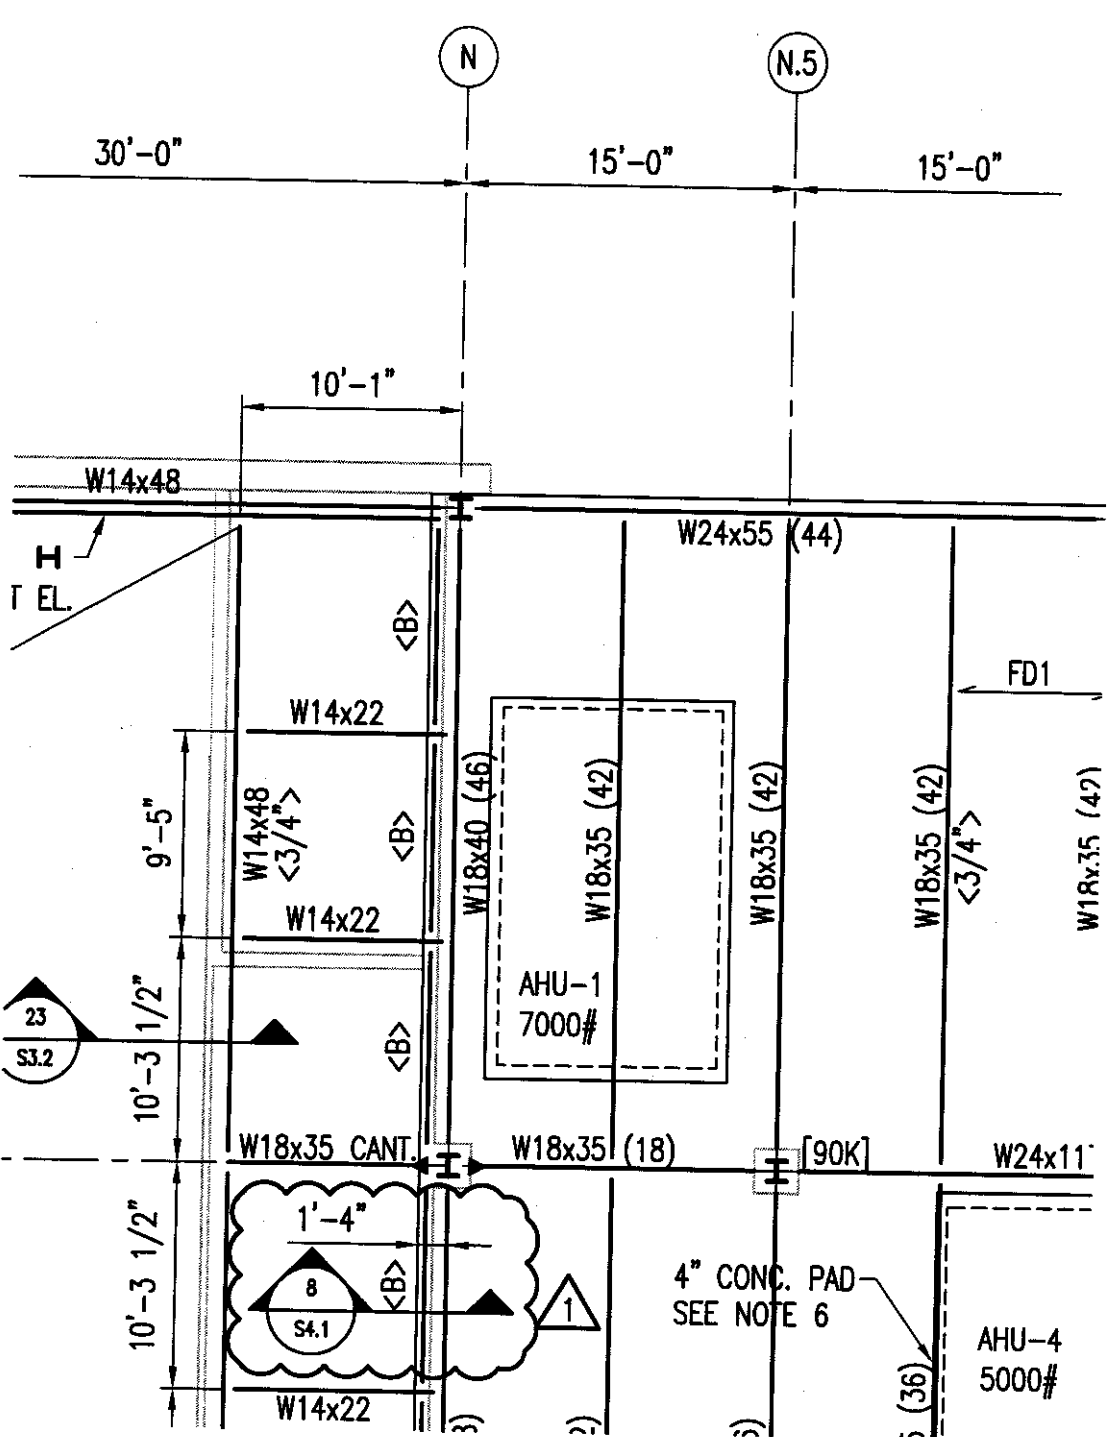 N
N.5
30'-0"
15'-0"
15'-0"
10'-1"
W14x48
H
T EL.
W24x55 (44)
<B>
FD1
W14x22
9'-5"
W14x48
<3/4">
<B>
W18x40 (46)
W18x35 (42)
W18x35 (42)
W18x35 (42)
<3/4">
W18x35 (42)
W14x22
AHU-1
7000#
10'-3 1/2"
23
S3.2
<B>
W18x35 CANT.
W18x35 (18)
[90K]
W24x11
10'-3 1/2"
1'-4"
8
S4.1
<B>
1
4" CONC. PAD
SEE NOTE 6
AHU-4
5000#
(36)
W14x22